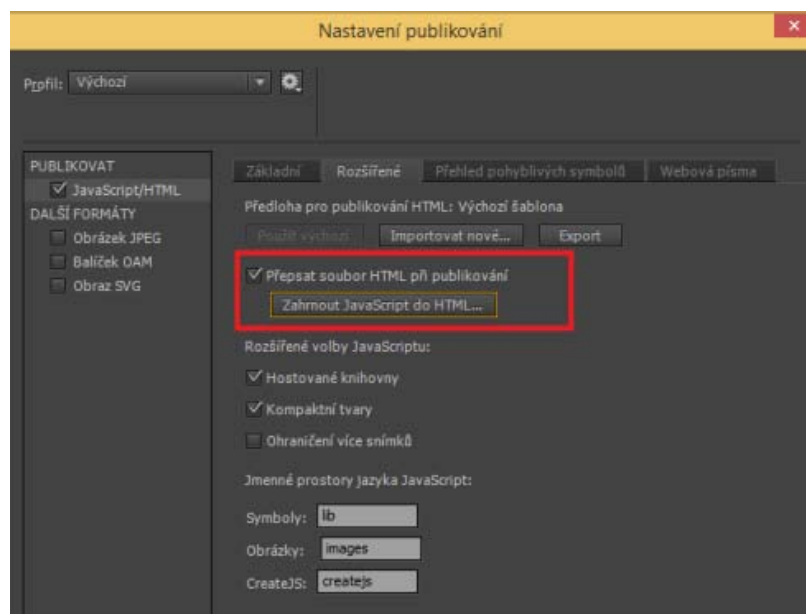 Nastavení publikování
Profil: Výchozí
PUBLIKOVAT
JavaScript/HTML
DALŠÍ FORMÁTY
Obrázek JPEG
Balíček OAM
Obraz SVG
Základní Rozšířené Přehled pohyblivých symbolů Webová písma
Předloha pro publikování HTML: Výchozí šablona
Použít výchozí Importovat nové... Export
Přepsat soubor HTML při publikování
Zahrnout JavaScript do HTML...
Rozšířené volby JavaScriptu:
Hostované knihovny
Kompaktní tvary
Ohraničení více snímků
Jmenné prostory jazyka JavaScript:
Symboly: lib
Obrázky: images
CreateJS: createjs